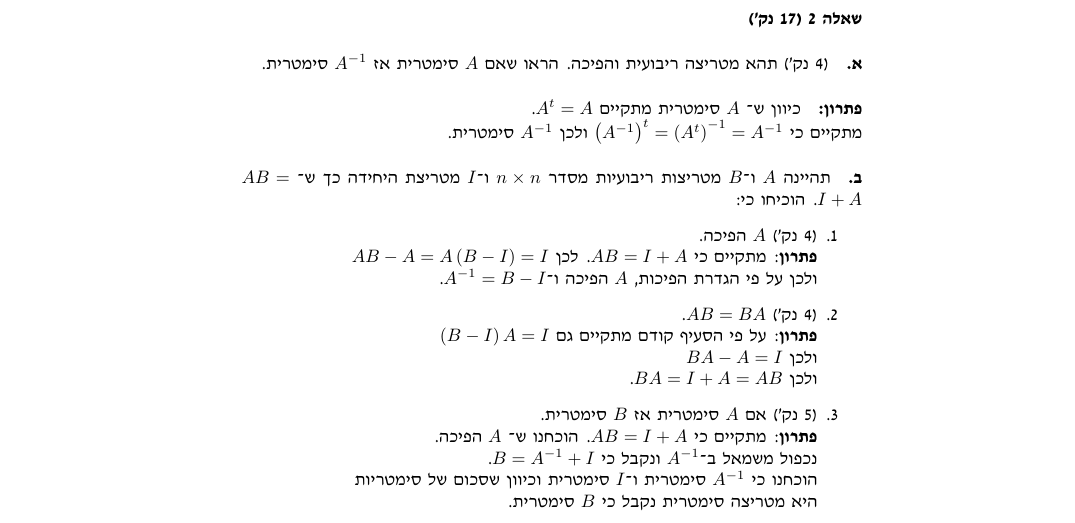 שאלה 2 (17 נק')
א. (4 נק') תהא מטריצה ריבועית והפיכה. הראו שאם A סימטרית אז A⁻¹ סימטרית.
פתרון: כיוון ש־ A סימטרית מתקיים Aᵗ = A.
מתקיים כי (A⁻¹)ᵗ = (Aᵗ)⁻¹ = A⁻¹ ולכן A⁻¹ סימטרית.
ב. תהיינה A ו־B מטריצות ריבועיות מסדר n × n ו־I מטריצת היחידה כך ש־ AB =
I + A. הוכיחו כי:
1. (4 נק') A הפיכה.
פתרון: מתקיים כי AB = I + A. לכן AB − A = A (B − I) = I
ולכן על פי הגדרת הפיכות, A הפיכה ו־A⁻¹ = B − I.
2. (4 נק') AB = BA.
פתרון: על פי הסעיף קודם מתקיים גם (B − I) A = I
ולכן BA − A = I
ולכן BA = I + A = AB.
3. (5 נק') אם A סימטרית אז B סימטרית.
פתרון: מתקיים כי AB = I + A. הוכחנו ש־ A הפיכה.
נכפול משמאל ב־A⁻¹ ונקבל כי B = A⁻¹ + I.
הוכחנו כי A⁻¹ סימטרית ו־I סימטרית וכיוון שסכום של סימטריות
היא מטריצה סימטרית נקבל כי B סימטרית.